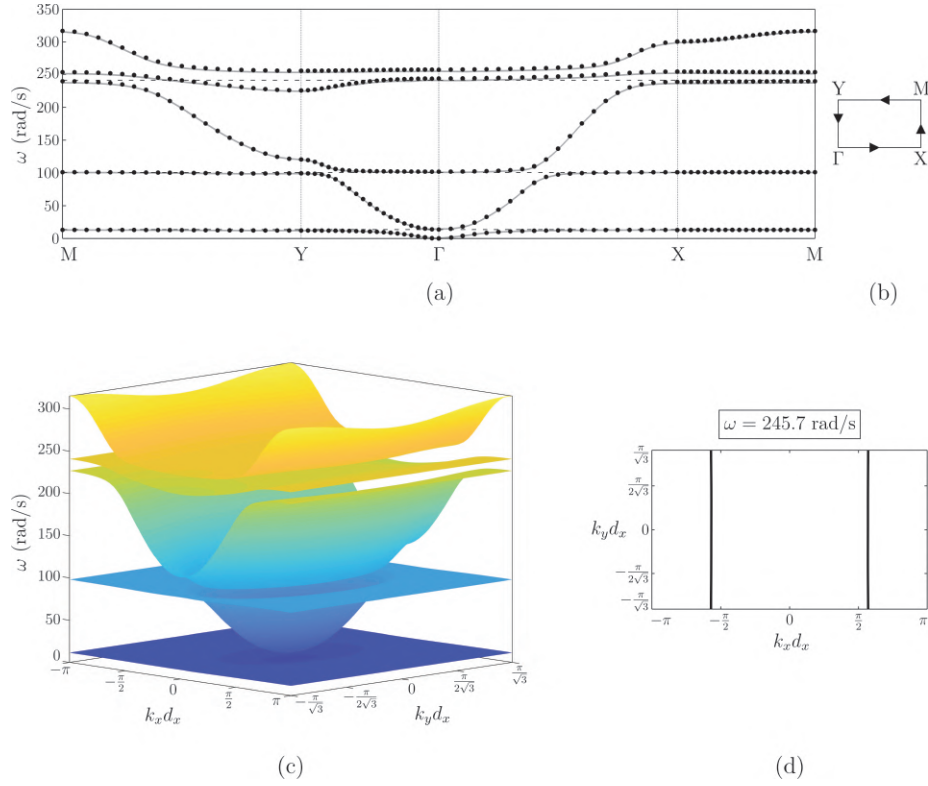 350
300
250
200
150
100
50
0
ω (rad/s)
M Y Γ X M
(a)
Y M
Γ X
(b)
300
250
200
150
100
50
0
ω (rad/s)
−π −π/2 0 π/2 π
k_x d_x
−π/√3 −π/2√3 0 π/2√3 π/√3
k_y d_x
(c)
ω = 245.7 rad/s
π/√3
π/2√3
k_y d_x 0
−π/2√3
−π/√3
−π −π/2 0 π/2 π
k_x d_x
(d)